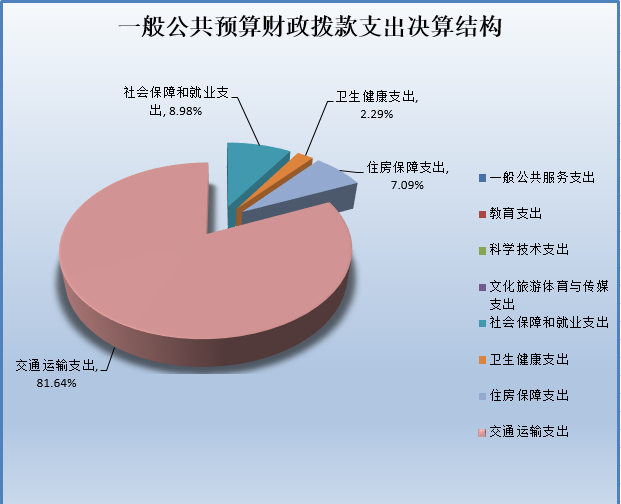 一般公共预算财政拨款支出决算结构
社会保障和就业支
出, 8.98%
卫生健康支出,
2.29%
住房保障支出,
7.09%
交通运输支出,
81.64%
一般公共服务支出
教育支出
科学技术支出
文化旅游体育与传媒
支出
社会保障和就业支出
卫生健康支出
住房保障支出
交通运输支出